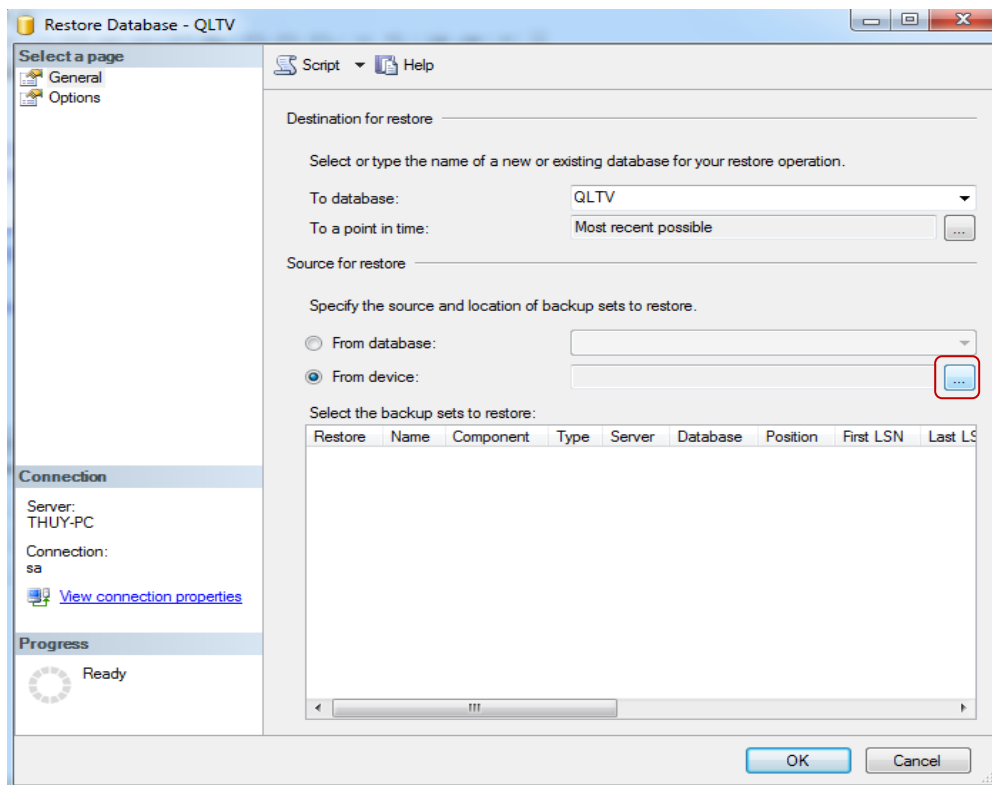 Restore Database - QLTV
Select a page
General
Options
Script
Help
Destination for restore
Select or type the name of a new or existing database for your restore operation.
To database:
QLTV
To a point in time:
Most recent possible
...
Source for restore
Specify the source and location of backup sets to restore.
From database:
From device:
...
Select the backup sets to restore:
Restore Name Component Type Server Database Position First LSN Last LS
Connection
Server:
THUY-PC
Connection:
sa
View connection properties
Progress
Ready
OK
Cancel